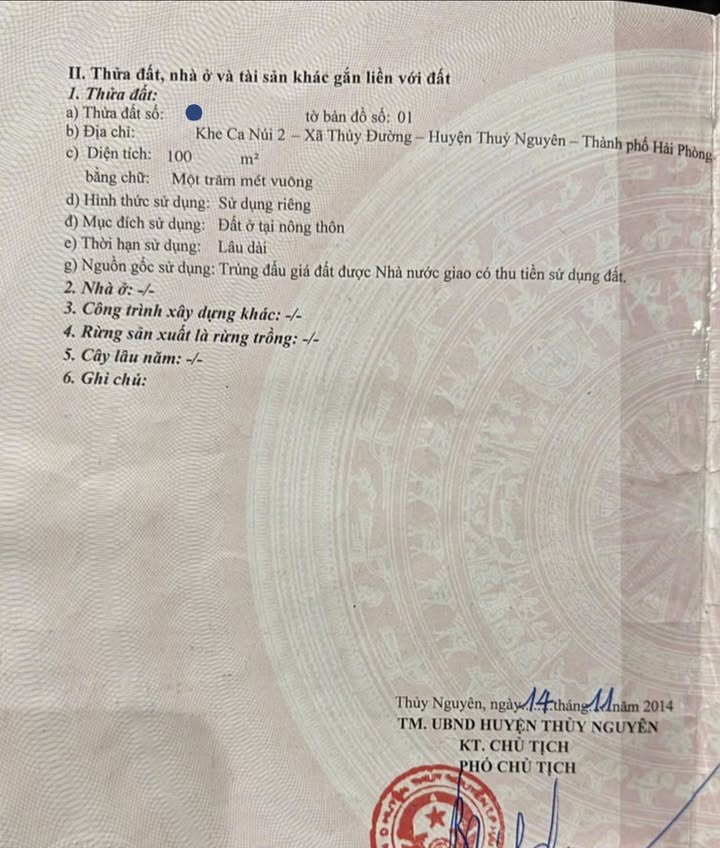 II. Thửa đất, nhà ở và tài sản khác gắn liền với đất
1. Thửa đất:
a) Thửa đất số: tờ bản đồ số: 01
b) Địa chỉ: Khe Ca Núi 2 – Xã Thủy Đường – Huyện Thuỷ Nguyên – Thành phố Hải Phòng.
c) Diện tích: 100 m²
bằng chữ: Một trăm mét vuông
d) Hình thức sử dụng: Sử dụng riêng
đ) Mục đích sử dụng: Đất ở tại nông thôn
e) Thời hạn sử dụng: Lâu dài
g) Nguồn gốc sử dụng: Trúng đấu giá đất được Nhà nước giao có thu tiền sử dụng đất.
2. Nhà ở: -/-
3. Công trình xây dựng khác: -/-
4. Rừng sản xuất là rừng trồng: -/-
5. Cây lâu năm: -/-
6. Ghi chú:
Thủy Nguyên, ngày 14 tháng 11 năm 2014
TM. UBND HUYỆN THỦY NGUYÊN
KT. CHỦ TỊCH
PHÓ CHỦ TỊCH